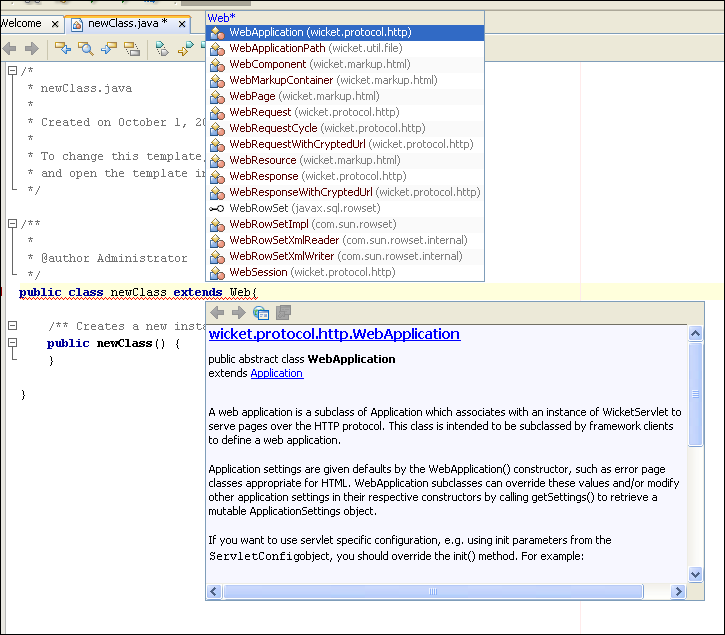 Welcome
newClass.java *
Web*
WebApplication (wicket.protocol.http)
WebApplicationPath (wicket.util.file)
WebComponent (wicket.markup.html)
WebMarkupContainer (wicket.markup.html)
WebPage (wicket.markup.html)
WebRequest (wicket.protocol.http)
WebRequestCycle (wicket.protocol.http)
WebRequestWithCryptedUrl (wicket.protocol.http)
WebResource (wicket.markup.html)
WebResponse (wicket.protocol.http)
WebResponseWithCryptedUrl (wicket.protocol.http)
WebRowSet (javax.sql.rowset)
WebRowSetImpl (com.sun.rowset)
WebRowSetXmlReader (com.sun.rowset.internal)
WebRowSetXmlWriter (com.sun.rowset.internal)
WebSession (wicket.protocol.http)
/*
* newClass.java
*
* Created on October 1, 20
*
* To change this template,
* and open the template in
*/
/**
*
* @author Administrator
*/
public class newClass extends Web{
/** Creates a new insta
public newClass() {
}
}
wicket.protocol.http.WebApplication
public abstract class WebApplication
extends Application
A web application is a subclass of Application which associates with an instance of WicketServlet to
serve pages over the HTTP protocol. This class is intended to be subclassed by framework clients
to define a web application.
Application settings are given defaults by the WebApplication() constructor, such as error page
classes appropriate for HTML. WebApplication subclasses can override these values and/or modify
other application settings in their respective constructors by calling getSettings() to retrieve a
mutable ApplicationSettings object.
If you want to use servlet specific configuration, e.g. using init parameters from the
ServletConfigobject, you should override the init() method. For example: